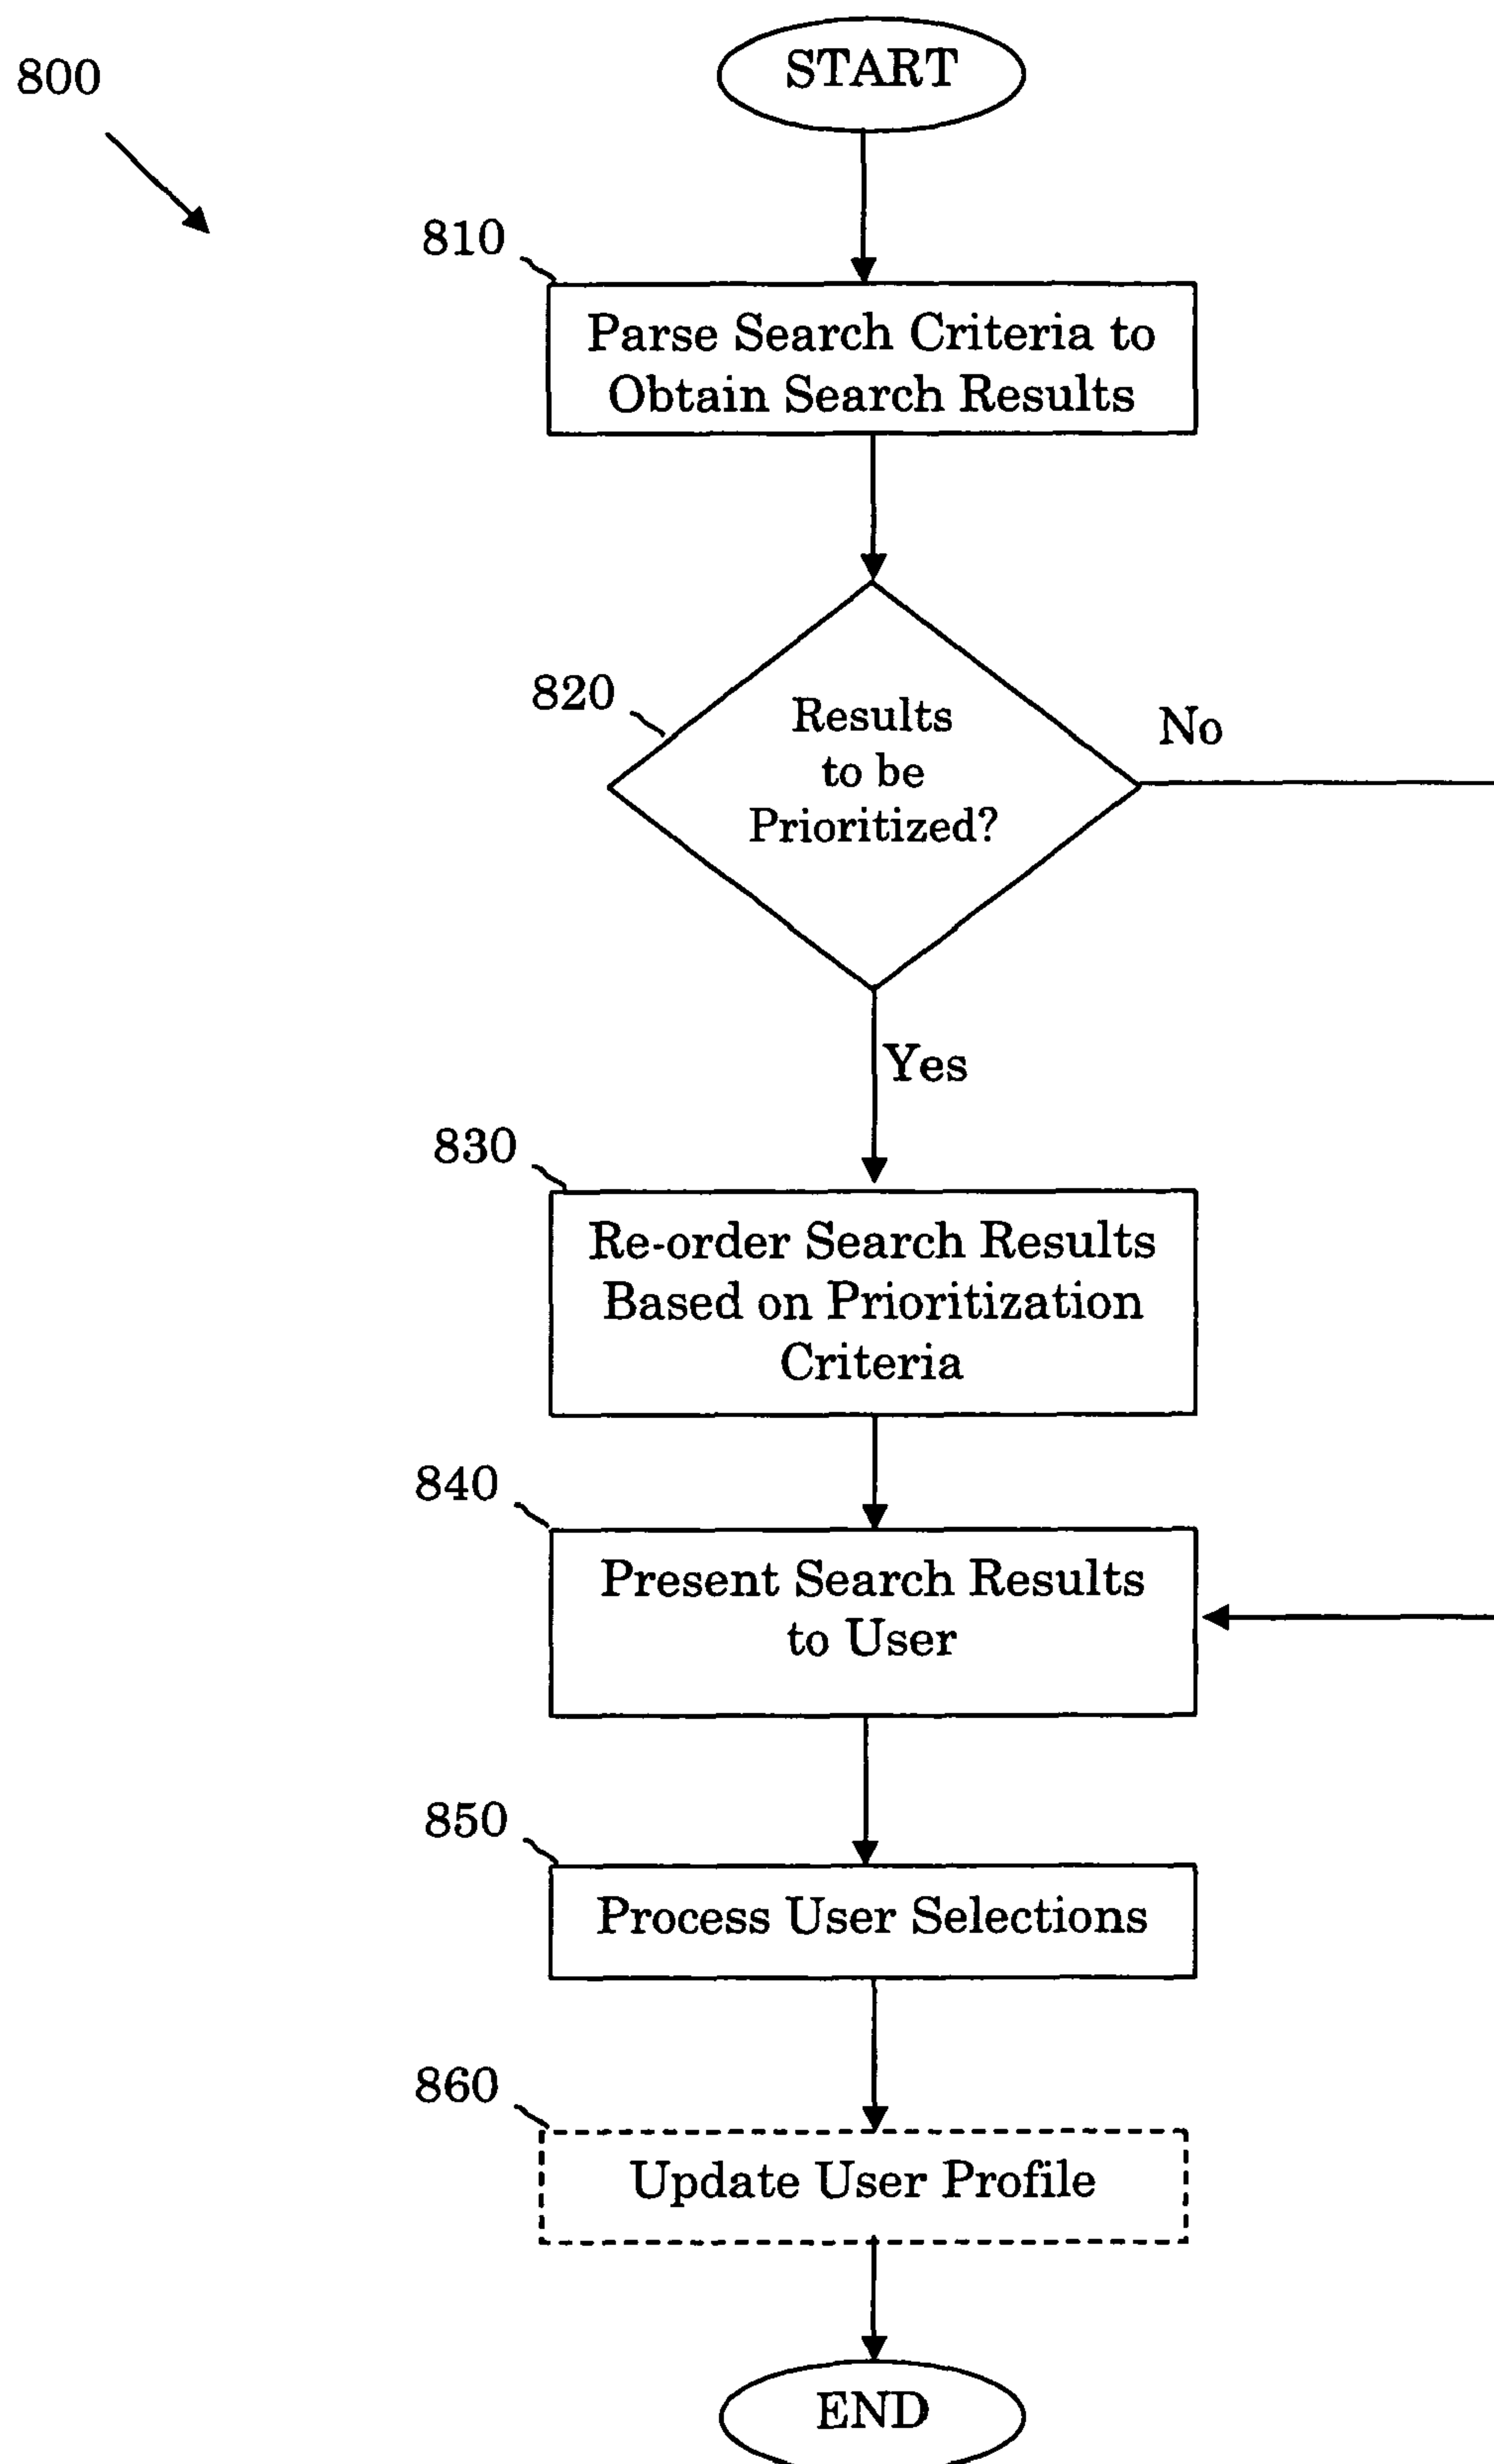 800
START
810
Parse Search Criteria to
Obtain Search Results
820
Results
to be
Prioritized?
No
Yes
830
Re-order Search Results
Based on Prioritization
Criteria
840
Present Search Results
to User
850
Process User Selections
860
Update User Profile
END